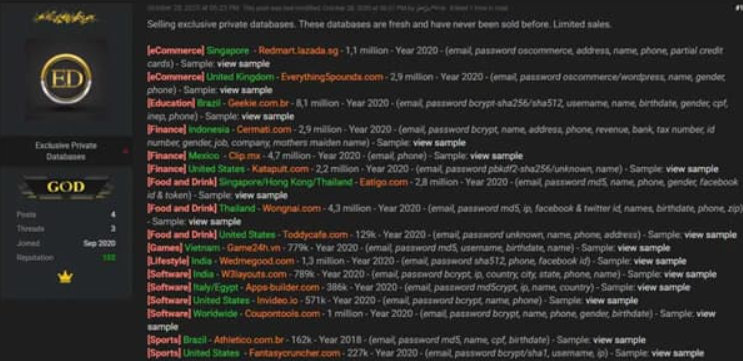 October 28, 2020 at 05:23 PM This post was last modified: October 28, 2020 at
#1
Selling exclusive private databases. These databases are fresh and have never been sold before. Limited sales.
[eCommerce] Singapore - Redmart.lazada.sg - 1,1 million - Year 2020 - (email, password oscommerce, address, name, phone, partial credit
cards) - Sample: view sample
[eCommerce] United Kingdom - Everything5pounds.com - 2,9 million - Year 2020 - (email, password oscommerce/wordpress, name, gender,
phone) - Sample: view sample
[Education] Brazil - Geekie.com.br - 8,1 million - Year 2020 - (email, password bcrypt-sha256/sha512, username, name, birthdate, gender, cpf,
inep, phone) - Sample: view sample
[Finance] Indonesia - Cermati.com - 2,9 million - Year 2020 - (email, password bcrypt, name, address, phone, revenue, bank, tax number, id
number, gender, job, company, mothers maiden name) - Sample: view sample
[Finance] Mexico - Clip.mx - 4,7 million - Year 2020 - (email, phone) - Sample: view sample
[Finance] United States - Katapult.com - 2,2 million - Year 2020 - (email, password pbkdf2-sha256/unknown, name) - Sample: view sample
[Food and Drink] Singapore/Hong Kong/Thailand - Eatigo.com - 2,8 million - Year 2020 - (email, password md5, name, phone, gender, facebook
id & token) - Sample: view sample
[Food and Drink] Thailand - Wongnai.com - 4,3 million - Year 2020 - (email, password md5, ip, facebook & twitter id, names, birthdate, phone, zip)
- Sample: view sample
[Food and Drink] United States - Toddycafe.com - 129k - Year 2020 - (email, password unknown, name, phone, address) - Sample: view sample
[Games] Vietnam - Game24h.vn - 779k - Year 2020 - (email, password md5, username, birthdate, name) - Sample: view sample
[Lifestyle] India - Wedmegood.com - 1,3 million - Year 2020 - (email, password sha512, phone, facebook id) - Sample: view sample
[Software] India - W3layouts.com - 789k - Year 2020 - (email, password bcrypt, ip, country, city, state, phone, name) - Sample: view sample
[Software] Italy/Egypt - Apps-builder.com - 386k - Year 2020 - (email, password md5crypt, ip, name, country) - Sample: view sample
[Software] United States - Invideo.io - 571k - Year 2020 - (email, password bcrypt, name, phone) - Sample: view sample
[Software] Worldwide - Coupontools.com - 1 million - Year 2020 - (email, password bcrypt, name, phone, gender, birthdate) - Sample: view
sample
[Sports] Brazil - Athletico.com.br - 162k - Year 2018 - (email, password md5, name, cpf, birthdate) - Sample: view sample
[Sports] United States - Fantasycruncher.com - 227k - Year 2020 - (email, password bcrypt/sha1, username, ip) - Sample: view sample
ED
Exclusive Private
Databases
GOD
Posts 4
Threads 3
Joined Sep 2020
Reputation 102